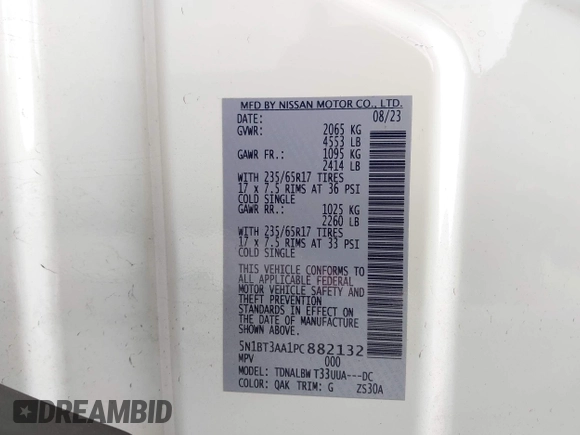 MFD BY NISSAN MOTOR CO., LTD.
DATE: 08/23
GVWR: 2065 KG
4553 LB
GAWR FR.: 1095 KG
2414 LB
WITH 235/65R17 TIRES
17 x 7.5 RIMS AT 36 PSI
COLD SINGLE
GAWR RR.: 1025 KG
2260 LB
WITH 235/65R17 TIRES
17 x 7.5 RIMS AT 33 PSI
COLD SINGLE
THIS VEHICLE CONFORMS TO
ALL APPLICABLE FEDERAL
MOTOR VEHICLE SAFETY AND
THEFT PREVENTION
STANDARDS IN EFFECT ON
THE DATE OF MANUFACTURE
SHOWN ABOVE.
5N1BT3AA1PC882132
MPV 000
MODEL: TDNALBW T33UUA---DC
COLOR: QAK TRIM: G ZS30A
DREAMBID